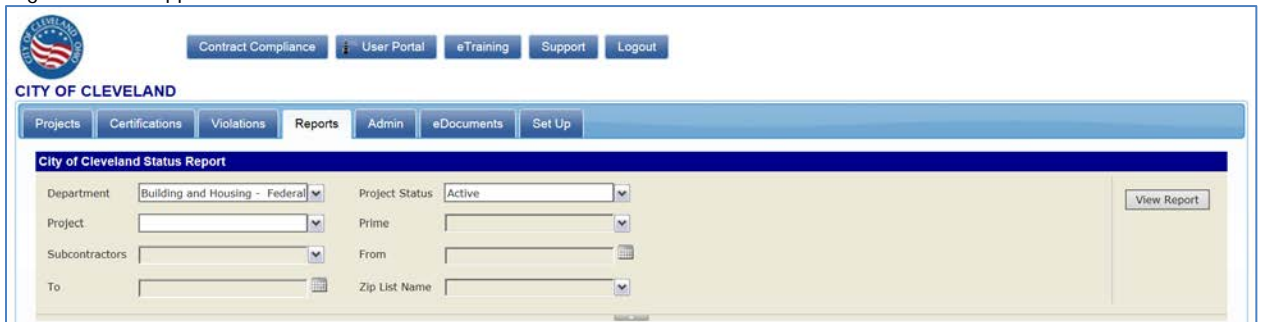 Contract Compliance User Portal eTraining Support Logout
CITY OF CLEVELAND
Projects Certifications Violations Reports Admin eDocuments Set Up
City of Cleveland Status Report
Department Building and Housing - Federal Project Status Active View Report
Project Prime
Subcontractors From
To Zip List Name